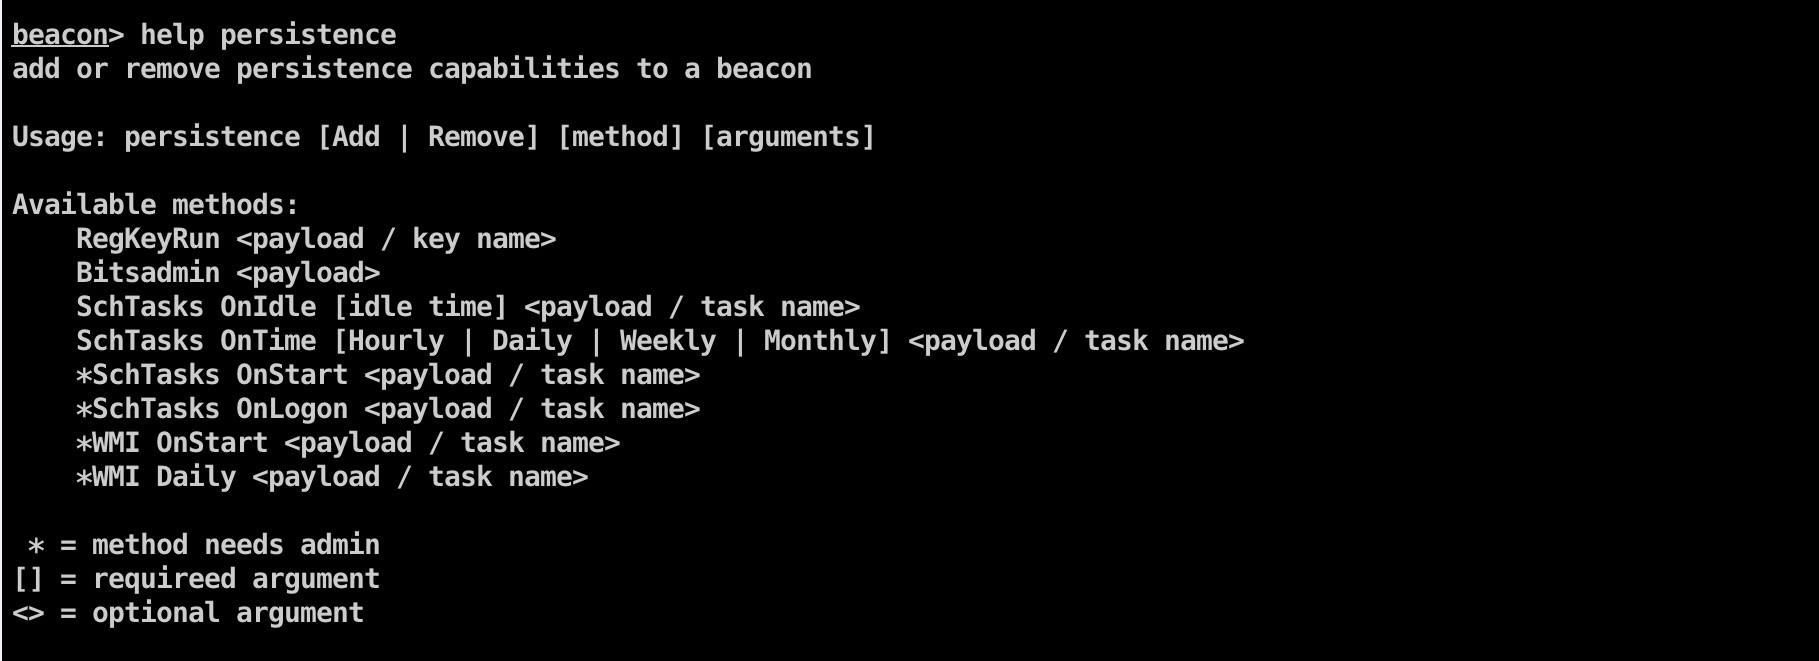 beacon> help persistence
add or remove persistence capabilities to a beacon
Usage: persistence [Add | Remove] [method] [arguments]
Available methods:
RegKeyRun <payload / key name>
Bitsadmin <payload>
SchTasks OnIdle [idle time] <payload / task name>
SchTasks OnTime [Hourly | Daily | Weekly | Monthly] <payload / task name>
*SchTasks OnStart <payload / task name>
*SchTasks OnLogon <payload / task name>
*WMI OnStart <payload / task name>
*WMI Daily <payload / task name>
* = method needs admin
[] = requireed argument
<> = optional argument